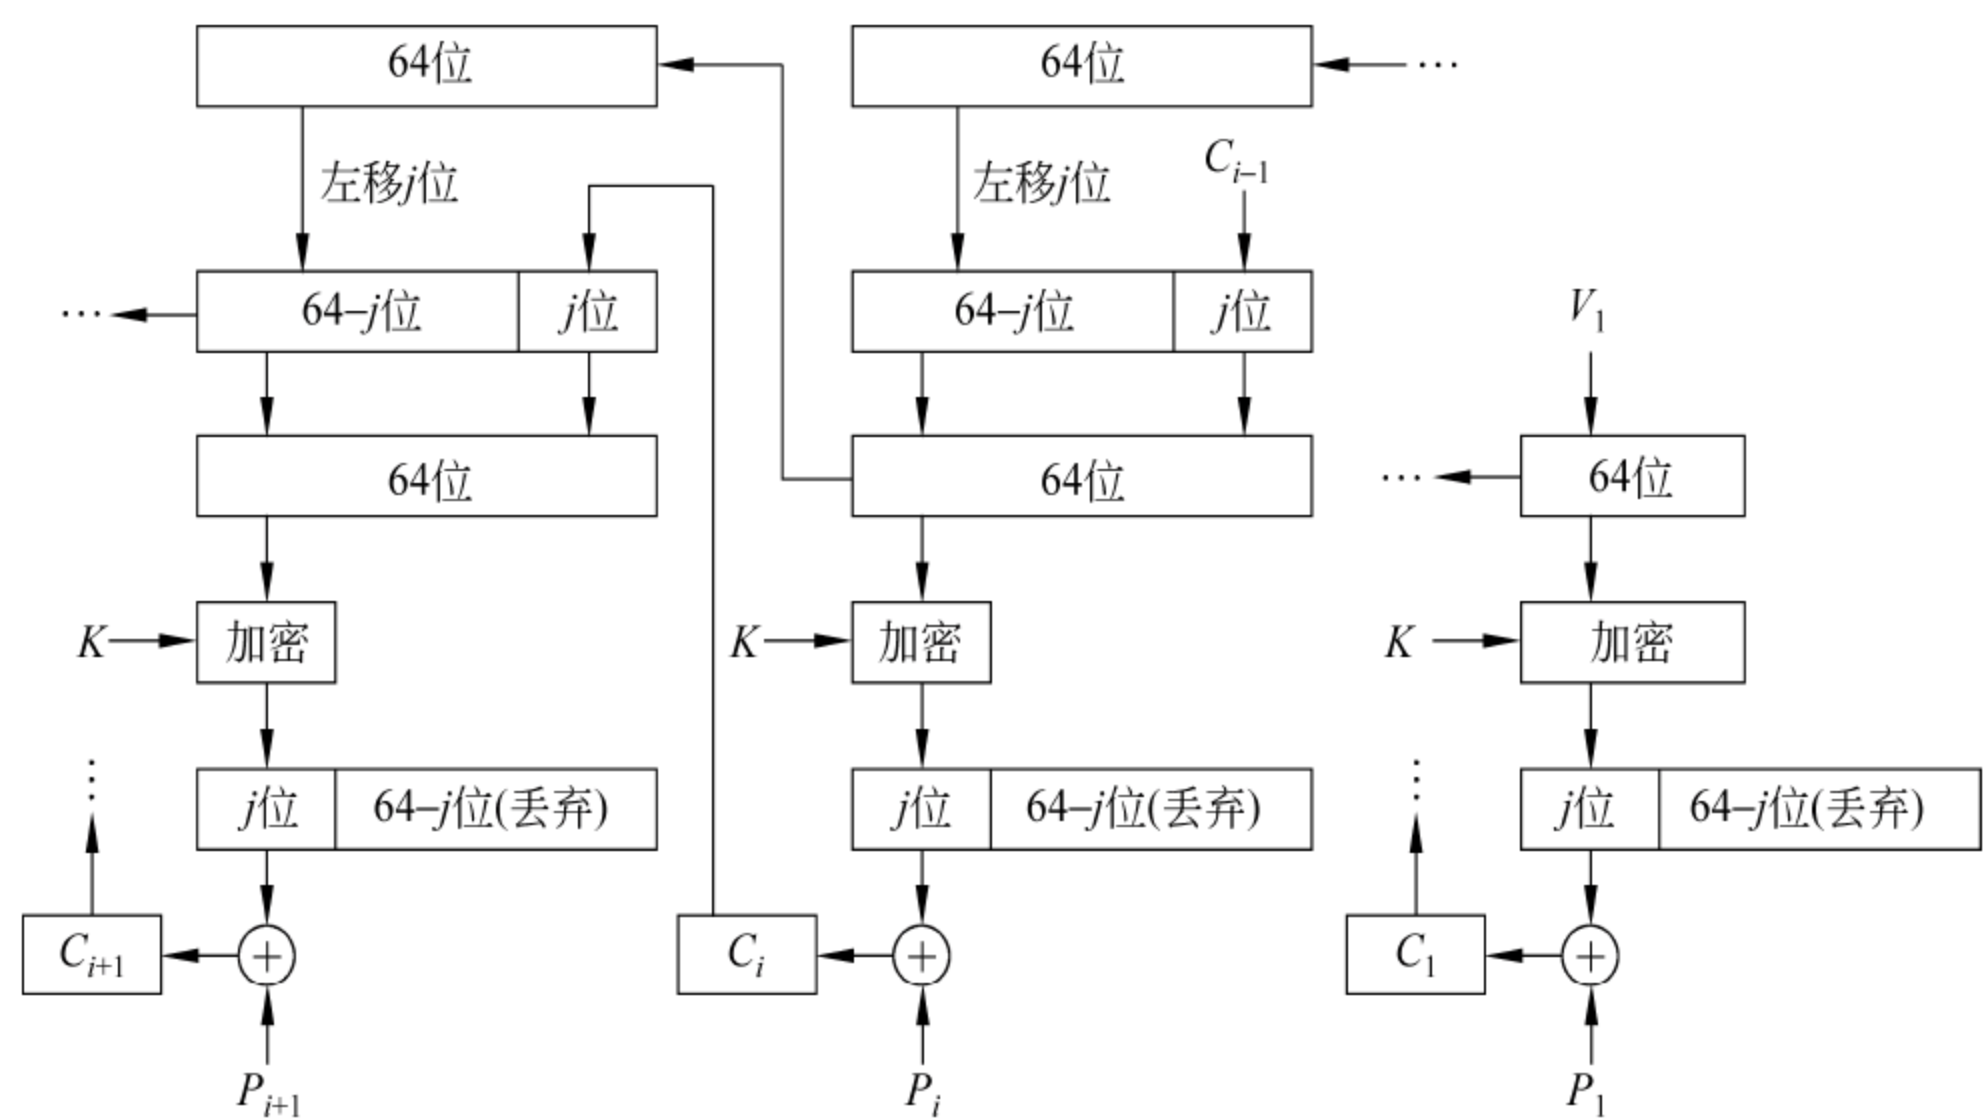 64位
64位
…
左移j位
左移j位
C_{i-1}
…
64–j位
j位
64–j位
j位
V_1
64位
64位
…
64位
K
加密
K
加密
K
加密
⋮
j位
64–j位(丢弃)
j位
64–j位(丢弃)
⋮
j位
64–j位(丢弃)
C_{i+1}
+
C_i
+
C_1
+
P_{i+1}
P_i
P_1